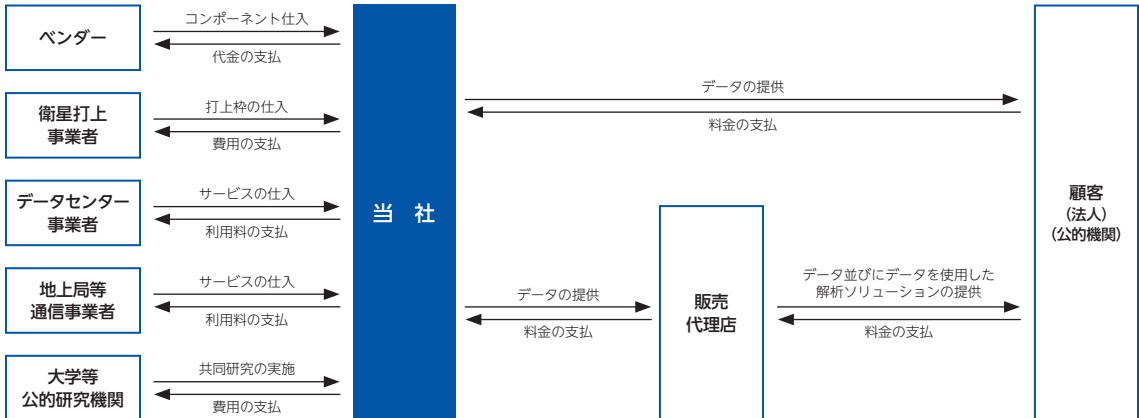 ベンダー
コンポーネント仕入
代金の支払
衛星打上
事業者
打上枠の仕入
費用の支払
データセンター
事業者
サービスの仕入
利用料の支払
地上局等
通信事業者
サービスの仕入
利用料の支払
大学等
公的研究機関
共同研究の実施
費用の支払
当 社
データの提供
料金の支払
データの提供
料金の支払
販売
代理店
データ並びにデータを使用した
解析ソリューションの提供
料金の支払
顧客
(法人)
(公的機関)